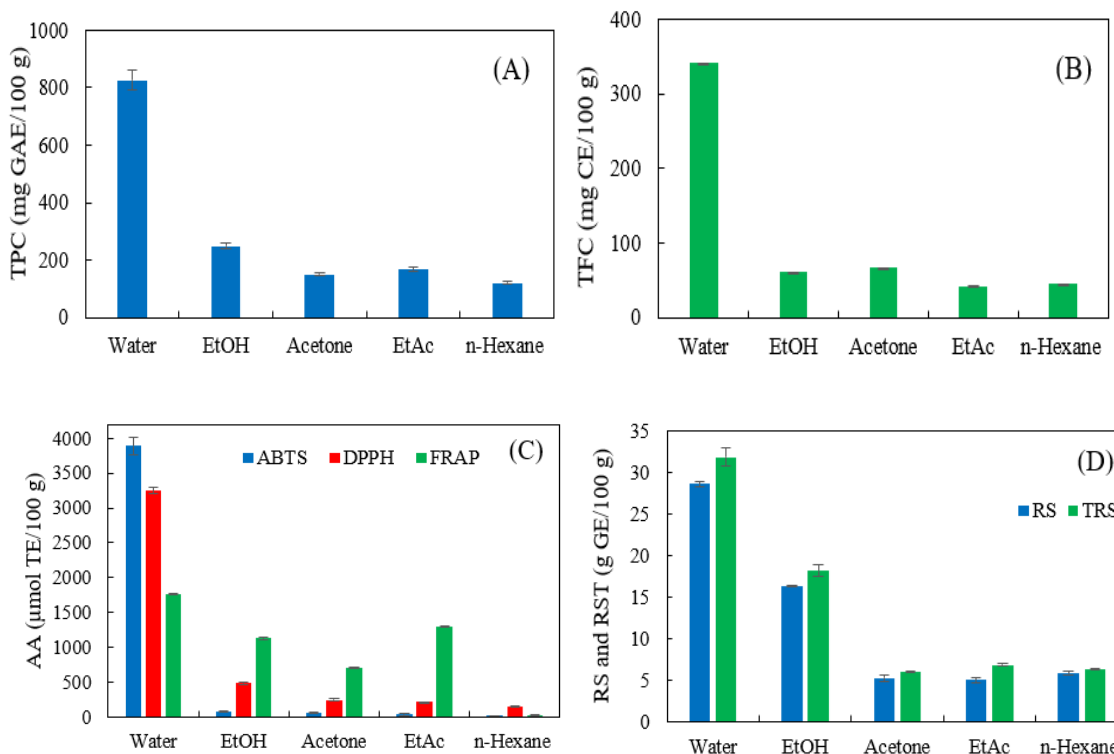 TPC (mg GAE/100 g)
1000
800
600
400
200
0
(A)
Water EtOH Acetone EtAc n-Hexane
TFC (mg CE/100 g)
400
300
200
100
0
(B)
Water EtOH Acetone EtAc n-Hexane
AA (µmol TE/100 g)
4000
3500
3000
2500
2000
1500
1000
500
0
ABTS DPPH FRAP
(C)
Water EtOH Acetone EtAc n-Hexane
RS and RST (g GE/100 g)
35
30
25
20
15
10
5
0
(D)
RS TRS
Water EtOH Acetone EtAc n-Hexane